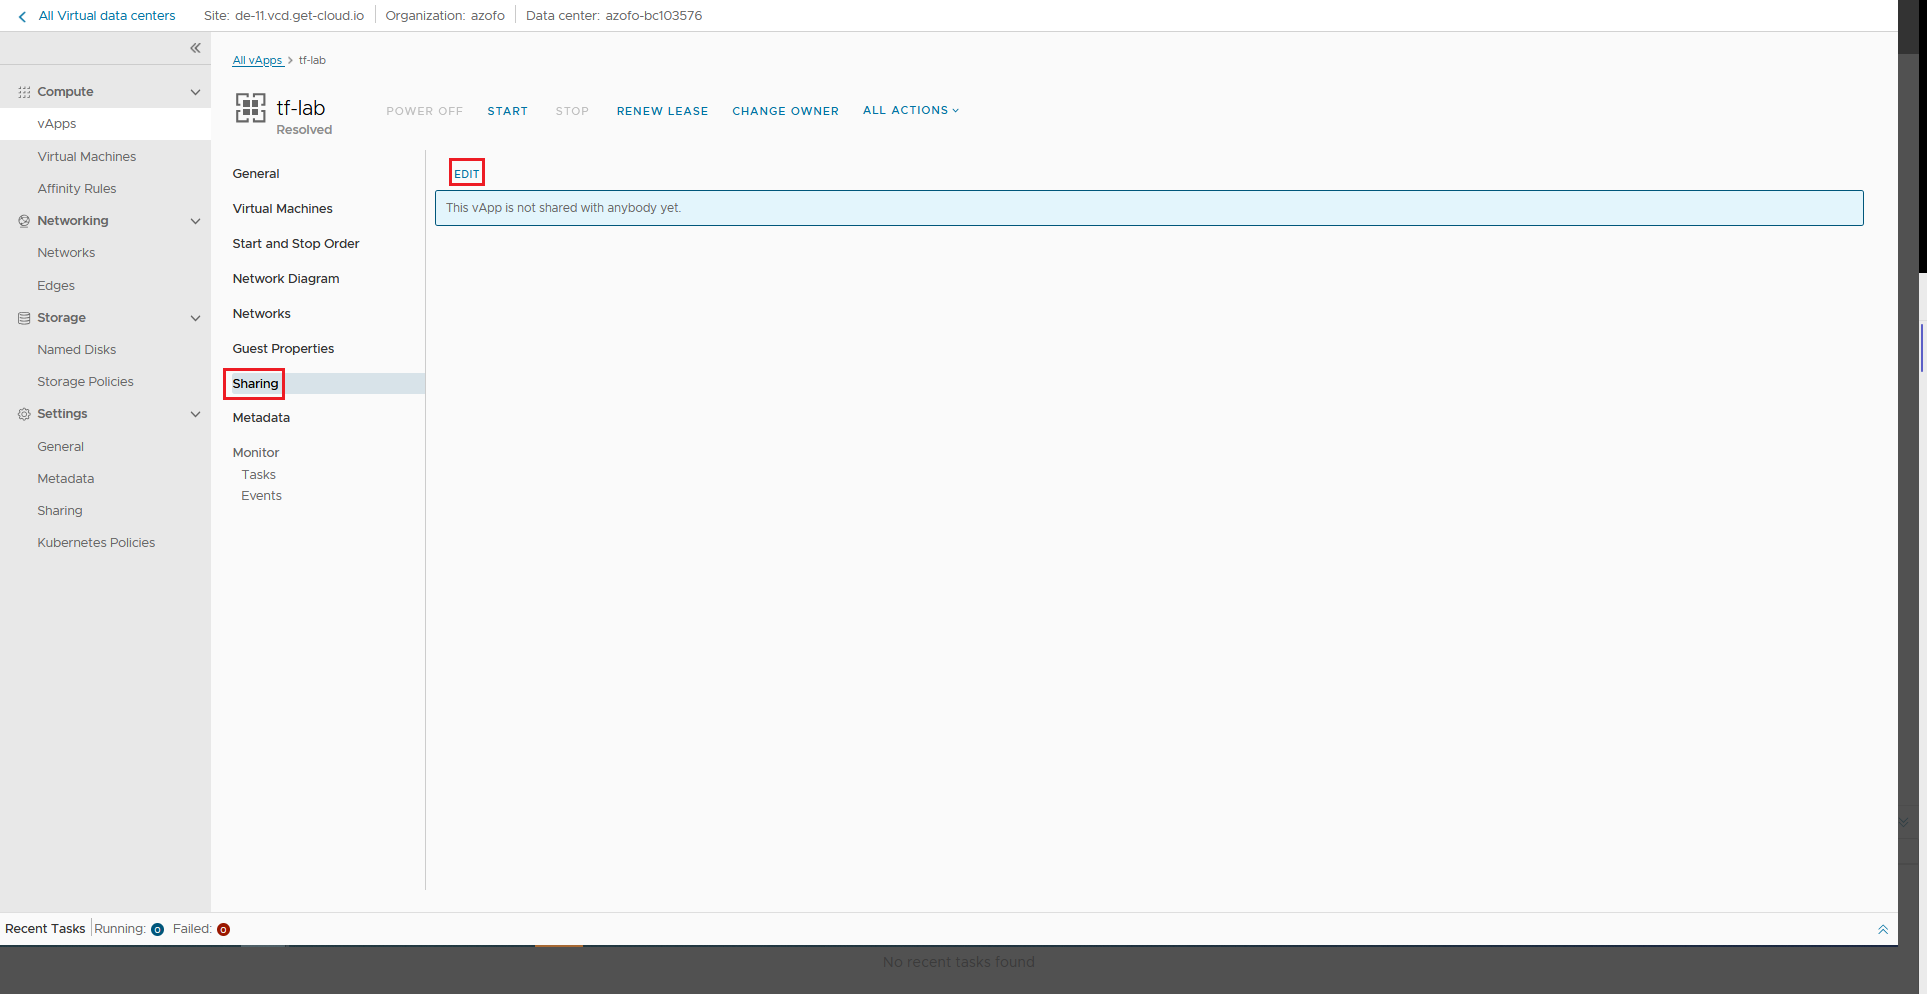 All Virtual data centers Site: de-11.vcd.get-cloud.io Organization: azofo Data center: azofo-bc103576
All vApps > tf-lab
Compute
vApps
Virtual Machines
Affinity Rules
Networking
Networks
Edges
Storage
Named Disks
Storage Policies
Settings
General
Metadata
Sharing
Kubernetes Policies
tf-lab
Resolved
POWER OFF START STOP RENEW LEASE CHANGE OWNER ALL ACTIONS
General
Virtual Machines
Start and Stop Order
Network Diagram
Networks
Guest Properties
Sharing
Metadata
Monitor
Tasks
Events
EDIT
This vApp is not shared with anybody yet.
Recent Tasks Running: 0 Failed: 0
No recent tasks found